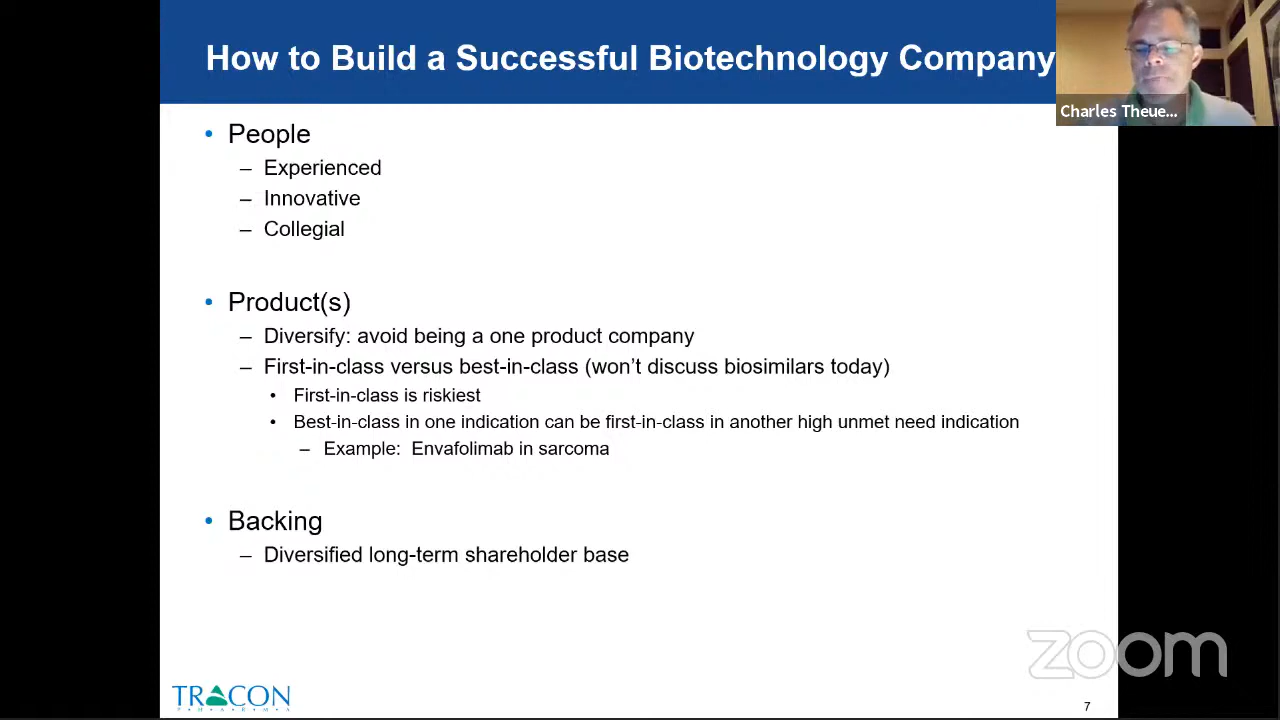 How to Build a Successful Biotechnology Company
Charles Theue...
• People
– Experienced
– Innovative
– Collegial
• Product(s)
– Diversify: avoid being a one product company
– First-in-class versus best-in-class (won’t discuss biosimilars today)
• First-in-class is riskiest
• Best-in-class in one indication can be first-in-class in another high unmet need indication
– Example: Envafolimab in sarcoma
• Backing
– Diversified long-term shareholder base
zoom
TRACON
P•H•A•R•M•A
7